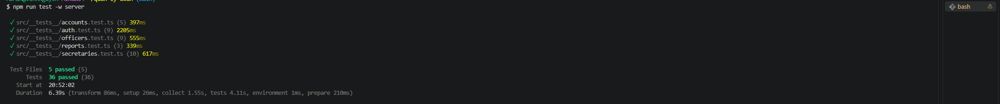 $ npm run test -w server
✓ src/__tests__/accounts.test.ts (5) 397ms
✓ src/__tests__/auth.test.ts (9) 2205ms
✓ src/__tests__/officers.test.ts (9) 555ms
✓ src/__tests__/reports.test.ts (3) 339ms
✓ src/__tests__/secretaries.test.ts (10) 617ms
Test Files 5 passed (5)
Tests 36 passed (36)
Start at 20:52:02
Duration 6.39s (transform 86ms, setup 26ms, collect 1.55s, tests 4.11s, environment 1ms, prepare 210ms)
bash